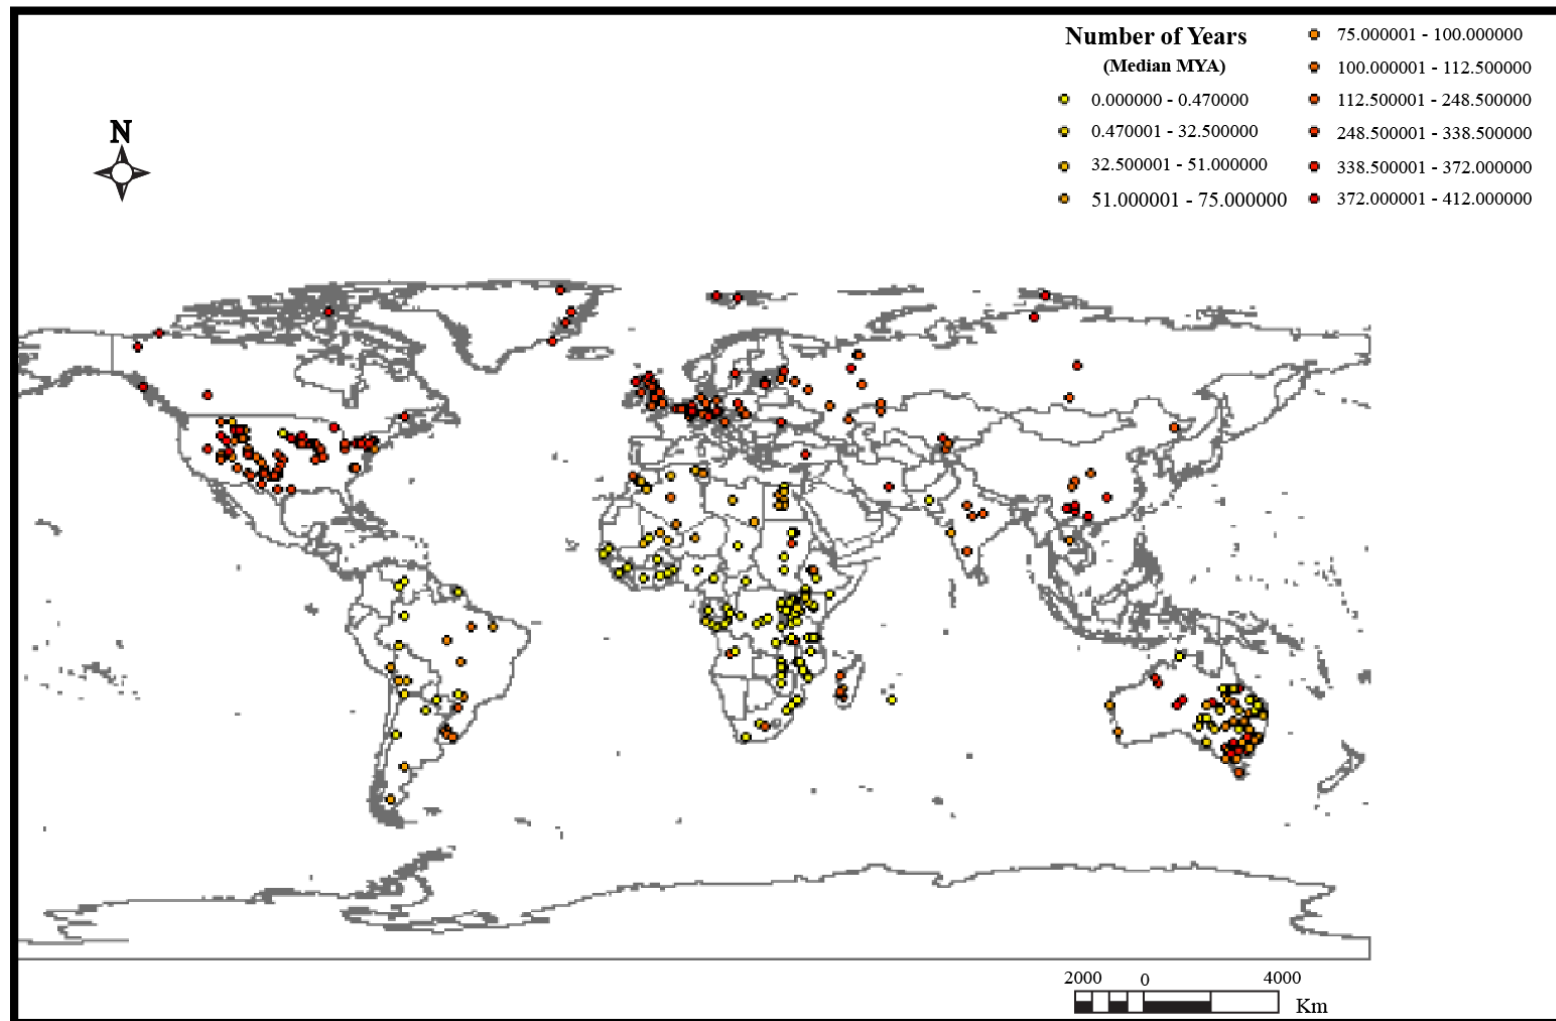 Number of Years
(Median MYA)
0.000000 - 0.470000
0.470001 - 32.500000
32.500001 - 51.000000
51.000001 - 75.000000
75.000001 - 100.000000
100.000001 - 112.500000
112.500001 - 248.500000
248.500001 - 338.500000
338.500001 - 372.000000
372.000001 - 412.000000
N
2000 0 4000
Km